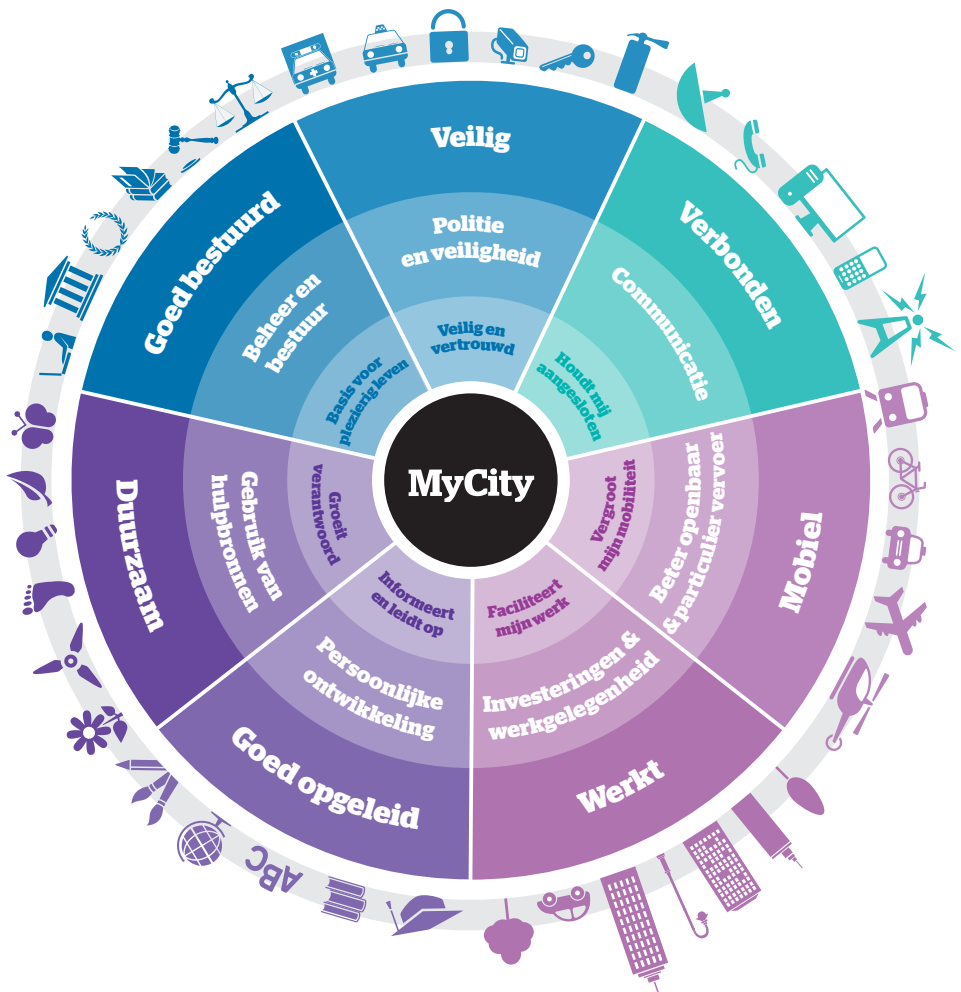 Veilig
Politie
en veiligheid
Veilig en
vertrouwd
Verbonden
Communicatie
Houdt mij
aangesloten
Mobiel
Beter openbaar
& particulier vervoer
Vergroot
mijn mobiliteit
Werkt
Investeringen &
werkgelegenheid
Faciliteert
mijn werk
Goed opgeleid
Persoonlijke
ontwikkeling
Informeert
en leidt op
Duurzaam
Gebruik van
hulpbronnen
Groeit
verantwoord
Goed bestuurd
Beheer en
bestuur
Basis voor
plezierig leven
MyCity
ABC